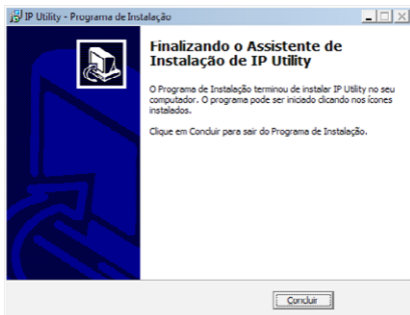 IP Utility - Programa de Instalação
Finalizando o Assistente de
Instalação de IP Utility
O Programa de Instalação terminou de instalar IP Utility no seu
computador. O programa pode ser iniciado clicando nos ícones
instalados.
Clique em Concluir para sair do Programa de Instalação.
Concluir